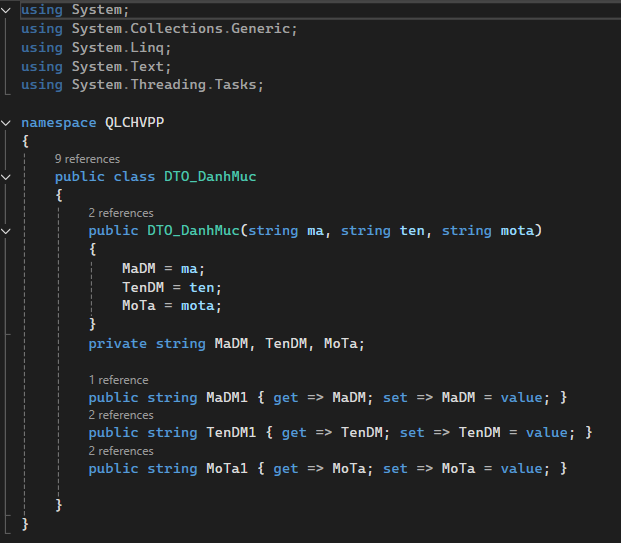 using System;
using System.Collections.Generic;
using System.Linq;
using System.Text;
using System.Threading.Tasks;
namespace QLCHVPP
{
9 references
public class DTO_DanhMuc
{
2 references
public DTO_DanhMuc(string ma, string ten, string mota)
{
MaDM = ma;
TenDM = ten;
MoTa = mota;
}
private string MaDM, TenDM, MoTa;
1 reference
public string MaDM1 { get => MaDM; set => MaDM = value; }
2 references
public string TenDM1 { get => TenDM; set => TenDM = value; }
2 references
public string MoTa1 { get => MoTa; set => MoTa = value; }
}
}